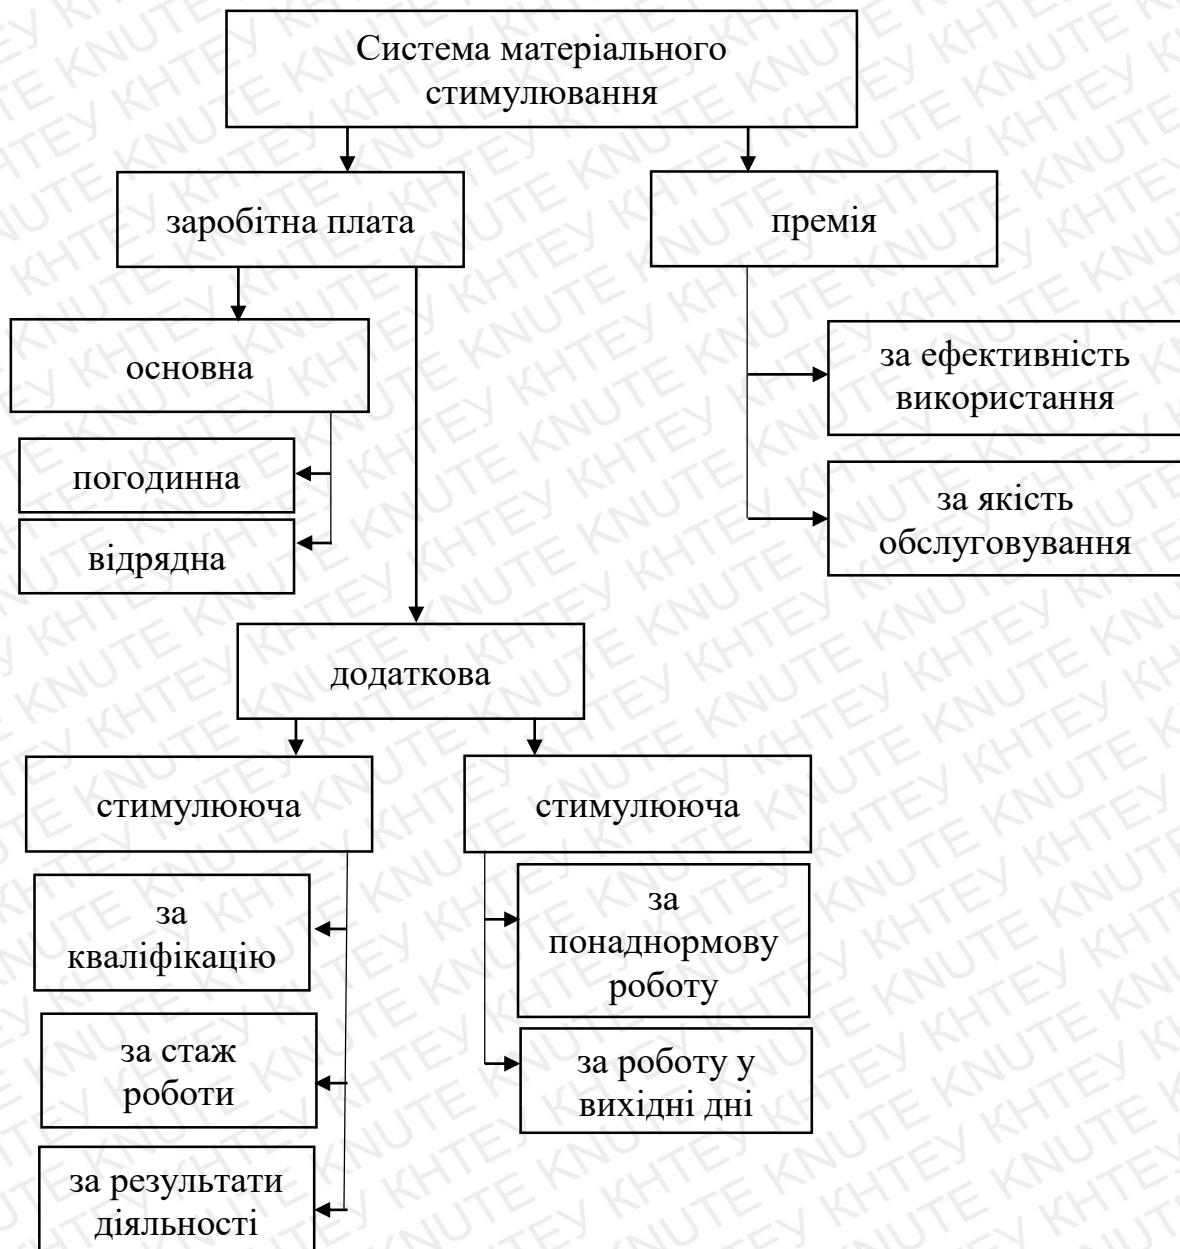 Система матеріального
стимулювання
заробітна плата
премія
основна
за ефективність
використання
погодинна
відрядна
за якість
обслуговування
додаткова
стимулююча
стимулююча
за
кваліфікацію
за
понаднормову
роботу
за стаж
роботи
за роботу у
вихідні дні
за результати
діяльності